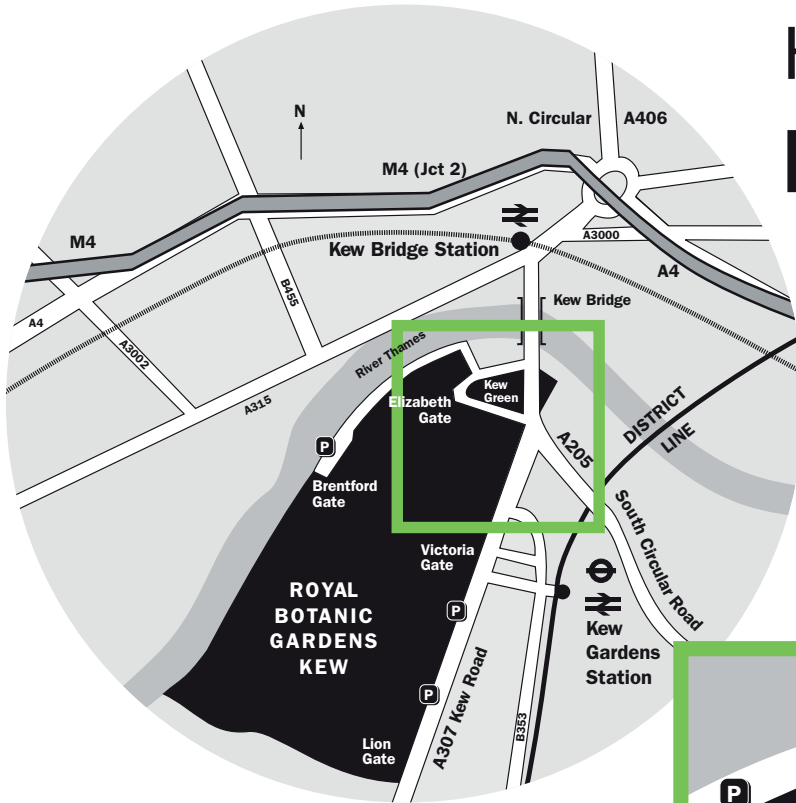 N
N. Circular
A406
M4 (Jct 2)
M4
Kew Bridge Station
A3000
A4
B455
Kew Bridge
A4
A3002
River Thames
A315
Kew
Green
Elizabeth
Gate
DISTRICT
LINE
A205
P
Brentford
Gate
South Circular Road
Victoria
Gate
ROYAL
BOTANIC
GARDENS
KEW
P
Kew
Gardens
Station
P
A307 Kew Road
B353
Lion
Gate
P